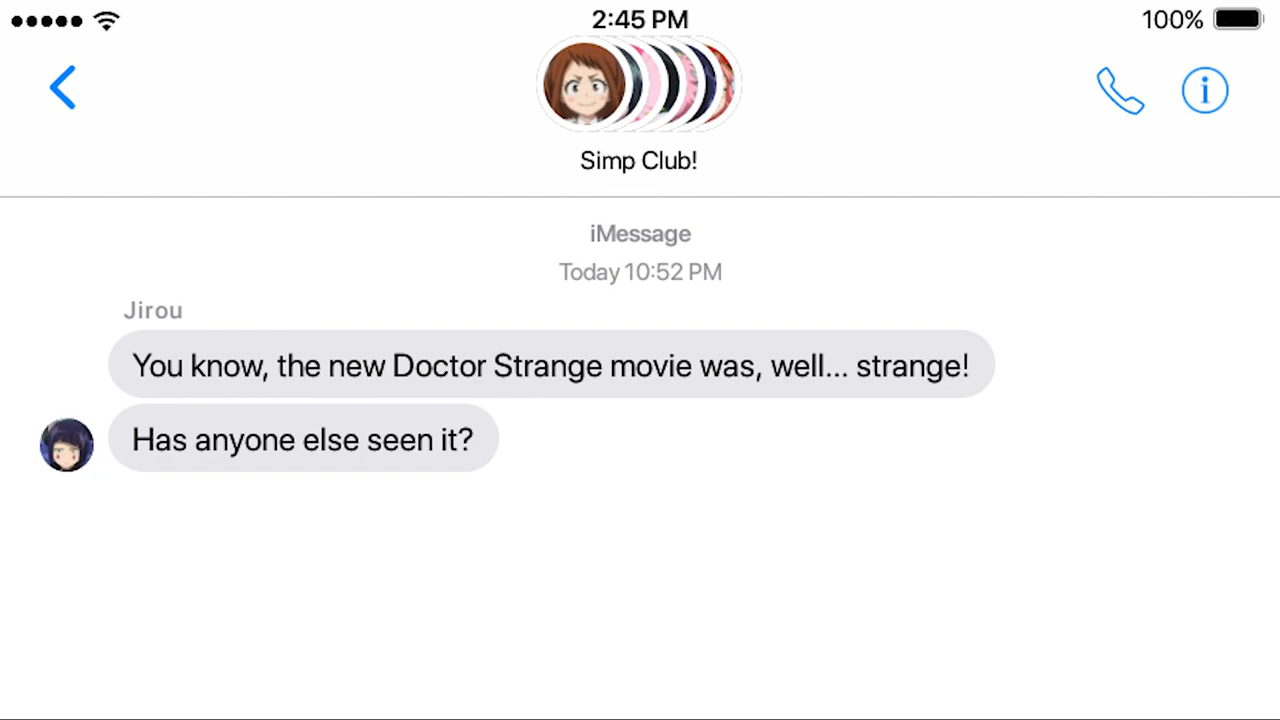 2:45 PM
100%
Simp Club!
iMessage
Today 10:52 PM
Jirou
You know, the new Doctor Strange movie was, well... strange!
Has anyone else seen it?